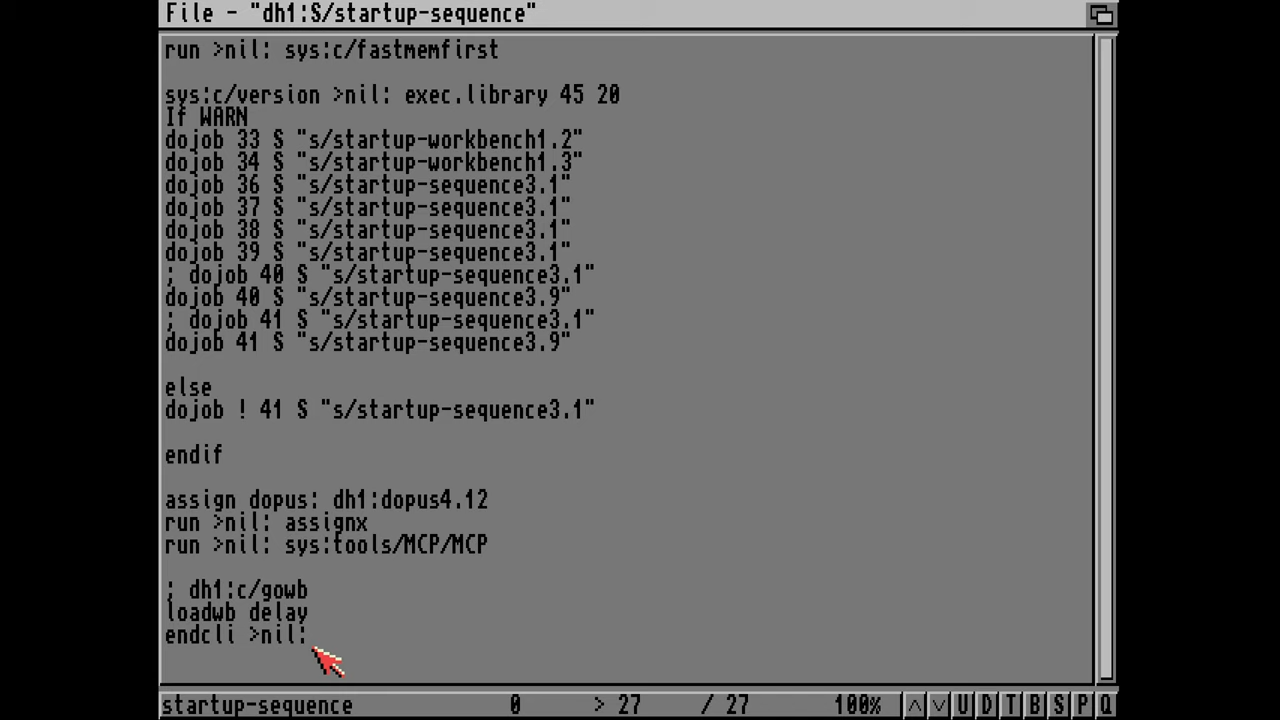 File - "dh1:S/startup-sequence"
run >nil: sys:c/fastmemfirst
sys:c/version >nil: exec.library 45 20
If WARN
dojob 33 S "s/startup-workbench1.2"
dojob 34 S "s/startup-workbench1.3"
dojob 36 S "s/startup-sequence3.1"
dojob 37 S "s/startup-sequence3.1"
dojob 38 S "s/startup-sequence3.1"
dojob 39 S "s/startup-sequence3.1"
; dojob 40 S "s/startup-sequence3.1"
dojob 40 S "s/startup-sequence3.9"
; dojob 41 S "s/startup-sequence3.1"
dojob 41 S "s/startup-sequence3.9"
else
dojob ! 41 S "s/startup-sequence3.1"
endif
assign dopus: dh1:dopus4.12
run >nil: assignx
run >nil: sys:tools/MCP/MCP
; dh1:c/gowb
loadwb delay
endcli >nil:
startup-sequence 0 > 27 / 27 100% U D T B S P Q